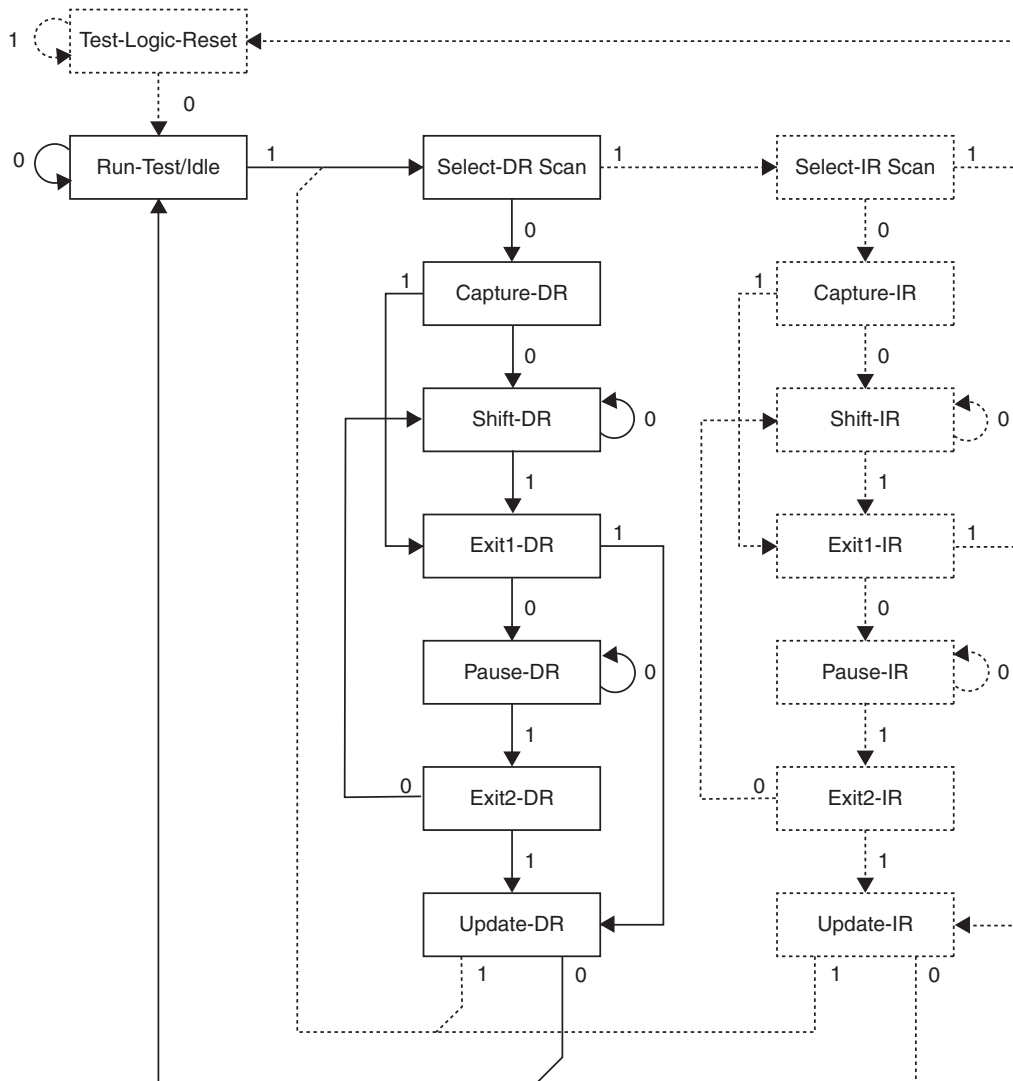 1 Test-Logic-Reset
0
0 Run-Test/Idle 1 Select-DR Scan 1 Select-IR Scan 1
0 0
1 Capture-DR 1 Capture-IR
0 0
Shift-DR 0 Shift-IR 0
1 1
Exit1-DR 1 Exit1-IR 1
0 0
Pause-DR 0 Pause-IR 0
1 1
0 Exit2-DR 0 Exit2-IR
1 1
Update-DR Update-IR
1 0 1 0